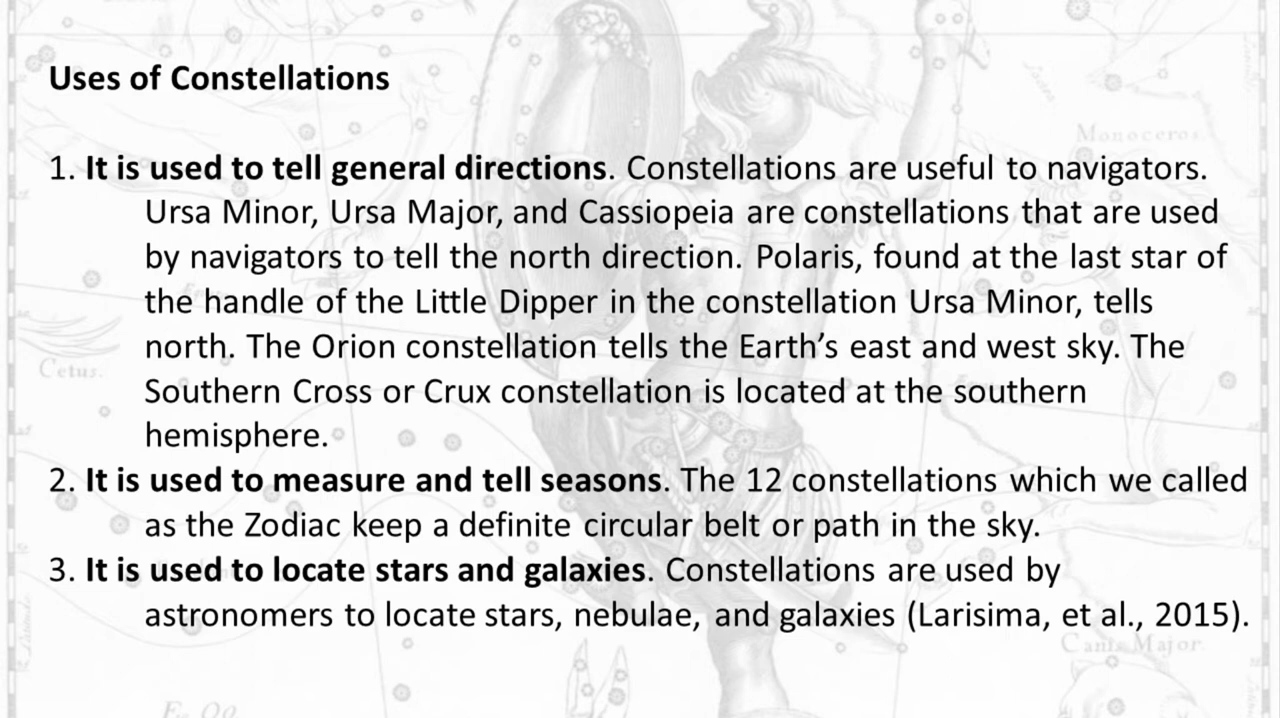 Uses of Constellations
Monoceros
1. It is used to tell general directions. Constellations are useful to navigators.
Ursa Minor, Ursa Major, and Cassiopeia are constellations that are used
by navigators to tell the north direction. Polaris, found at the last star of
the handle of the Little Dipper in the constellation Ursa Minor, tells
north. The Orion constellation tells the Earth's east and west sky. The
Cetus.
Southern Cross or Crux constellation is located at the southern
hemisphere.
2. It is used to measure and tell seasons. The 12 constellations which we called
as the Zodiac keep a definite circular belt or path in the sky.
3. It is used to locate stars and galaxies. Constellations are used by
astronomers to locate stars, nebulae, and galaxies (Larisima, et al., 2015).
Canis Major